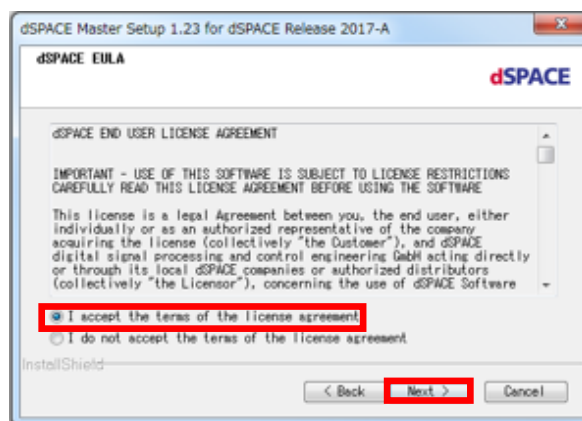 dSPACE Master Setup 1.23 for dSPACE Release 2017-A
dSPACE EULA
dSPACE
dSPACE END USER LICENSE AGREEMENT
IMPORTANT - USE OF THIS SOFTWARE IS SUBJECT TO LICENSE RESTRICTIONS
CAREFULLY READ THIS LICENSE AGREEMENT BEFORE USING THE SOFTWARE
This license is a legal Agreement between you, the end user, either
individually or as an authorized representative of the company
acquiring the license (collectively "the Customer"), and dSPACE
digital signal processing and control engineering GmbH acting directly
or through its local dSPACE companies or authorized distributors
(collectively "the Licensor"), concerning the use of dSPACE Software
I accept the terms of the license agreement
I do not accept the terms of the license agreement
InstallShield
< Back Next > Cancel